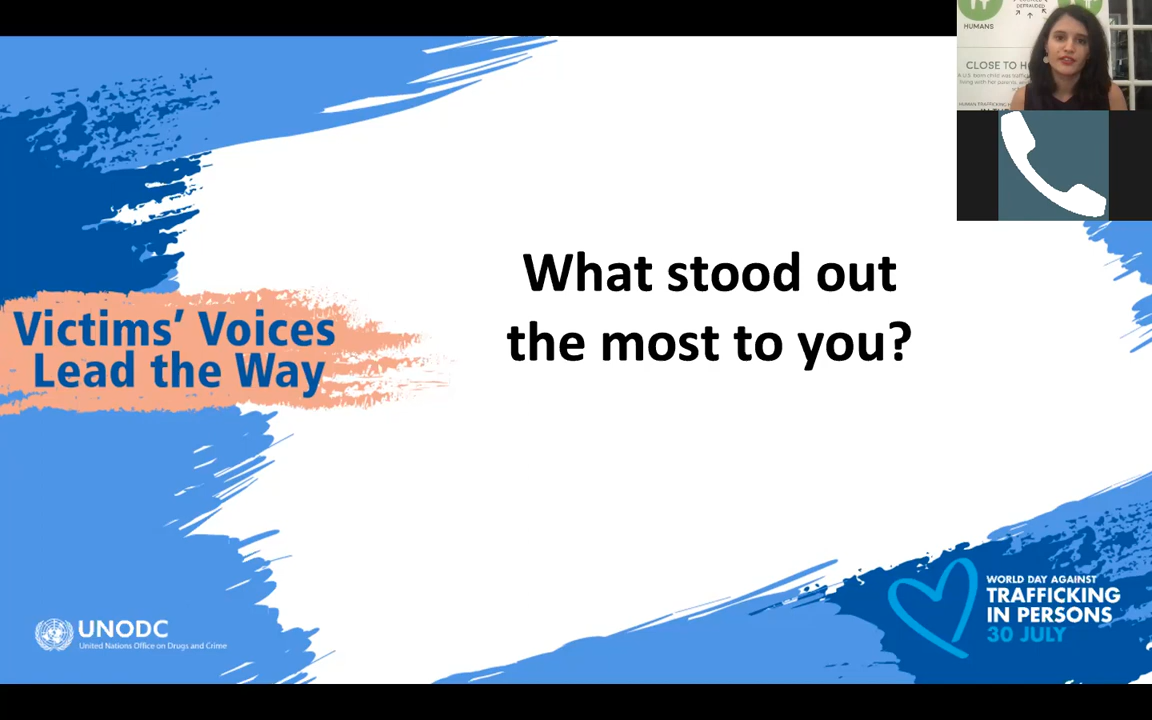 HUMANS
DEFRAUDED
CLOSE TO H
What stood out
the most to you?
Victims’ Voices
Lead the Way
UNODC
United Nations Office on Drugs and Crime
WORLD DAY AGAINST
TRAFFICKING
IN PERSONS
30 JULY